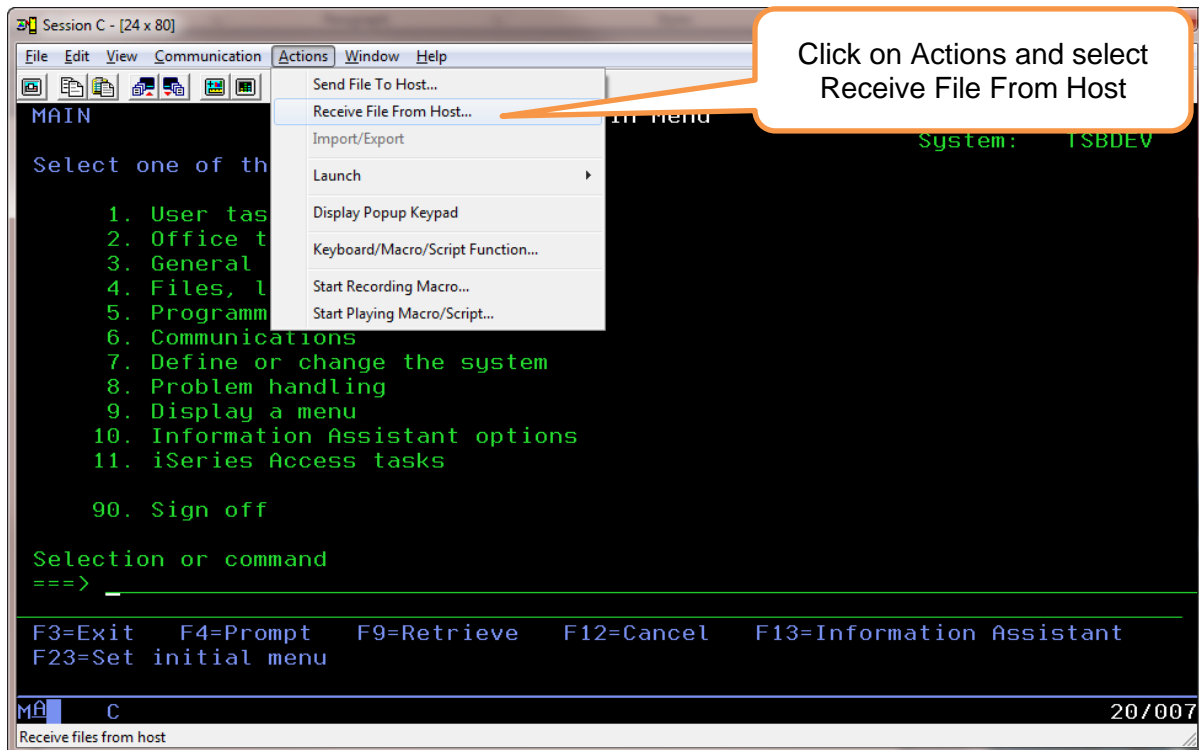 Session C - [24 x 80]
Click on Actions and select
Receive File From Host
File Edit View Communication Actions Window Help
Send File To Host...
Receive File From Host...
Import/Export
Launch
Display Popup Keypad
Keyboard/Macro/Script Function...
Start Recording Macro...
Start Playing Macro/Script...
MAIN Menu
System: TSBDEV
Select one of th
1. User tas
2. Office t
3. General
4. Files, l
5. Programm
6. Communications
7. Define or change the system
8. Problem handling
9. Display a menu
10. Information Assistant options
11. iSeries Access tasks
90. Sign off
Selection or command
===>
F3=Exit F4=Prompt F9=Retrieve F12=Cancel F13=Information Assistant
F23=Set initial menu
MA C 20/007
Receive files from host